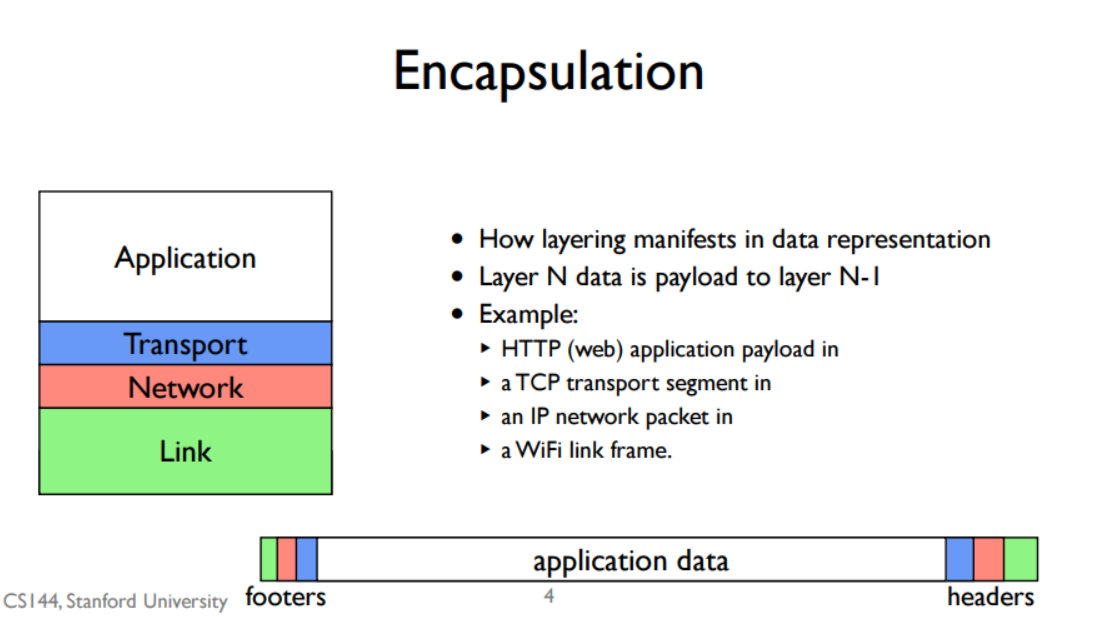 Encapsulation
Application
Transport
Network
Link
• How layering manifests in data representation
• Layer N data is payload to layer N-1
• Example:
‣ HTTP (web) application payload in
‣ a TCP transport segment in
‣ an IP network packet in
‣ a WiFi link frame.
application data
footers
headers
CS144, Stanford University
4